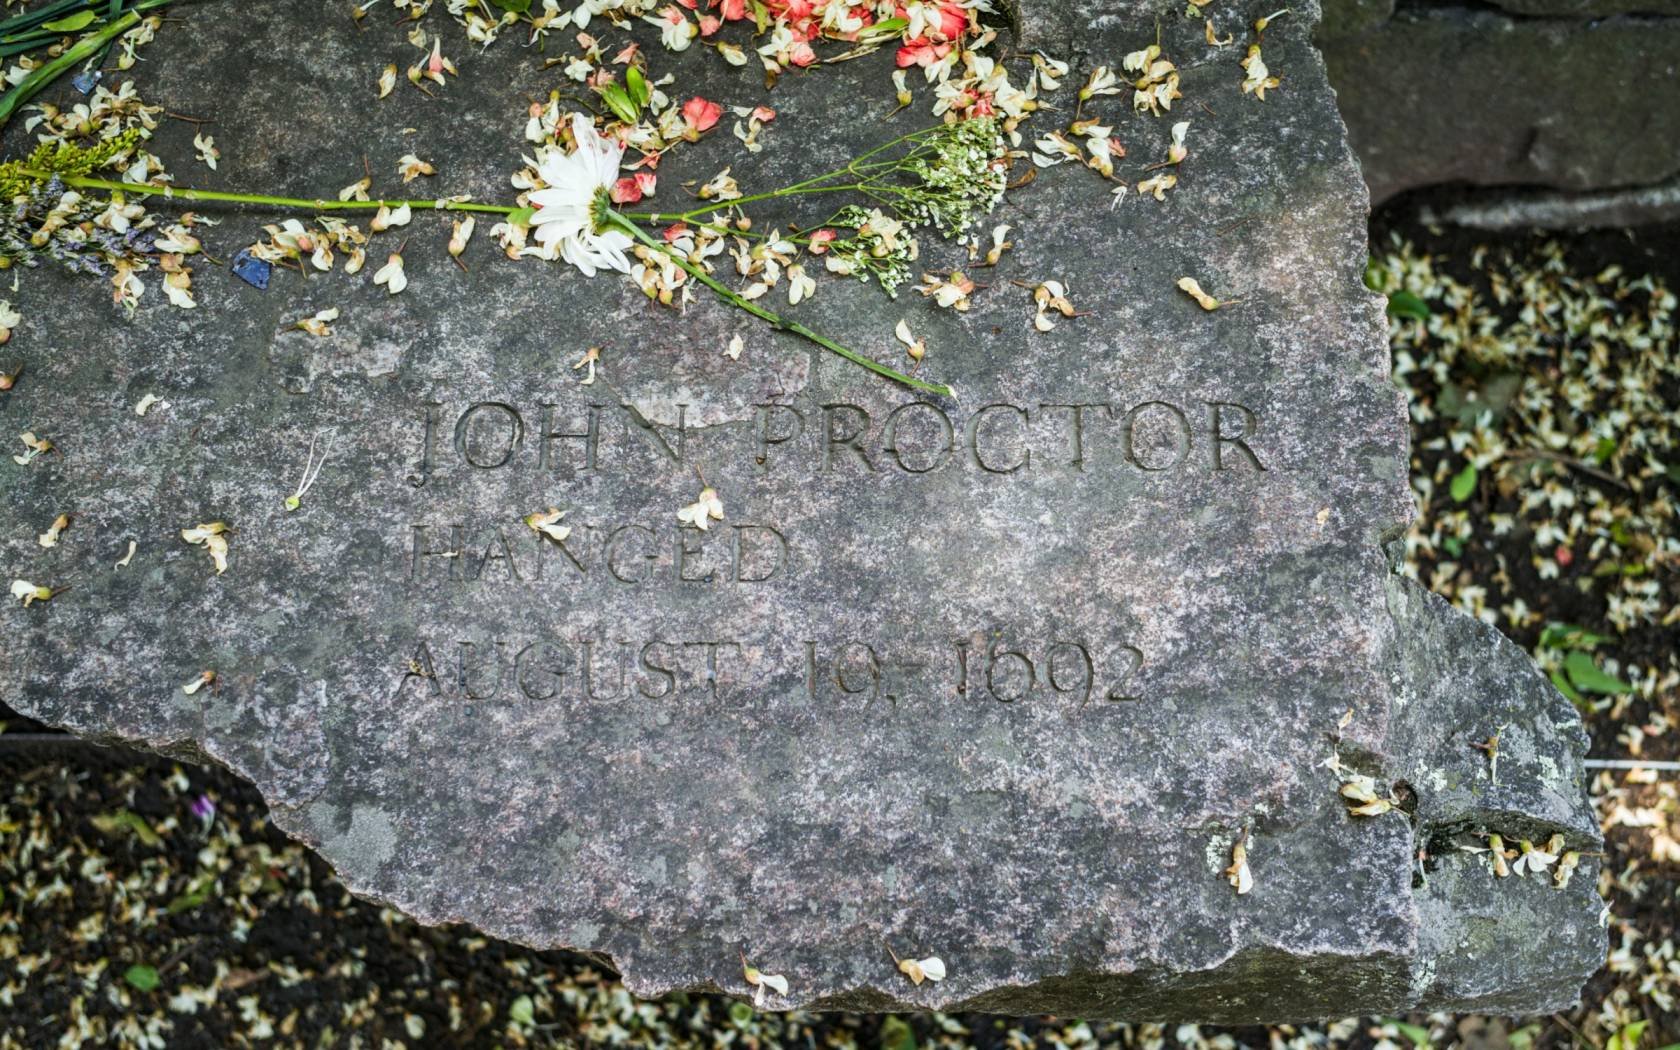 JOHN PROCTOR
HANGED
AUGUST 19, 1692